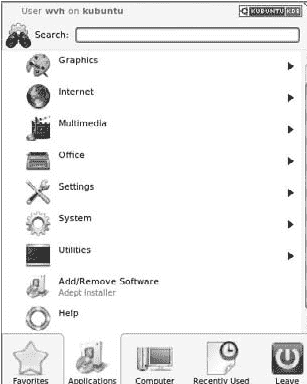 User wvh on kubuntu
KUBUNTU KDE
Search:
Graphics
Internet
Multimedia
Office
Settings
System
Utilities
Add/Remove Software
Adept Installer
Help
Favorites Applications Computer Recently Used Leave